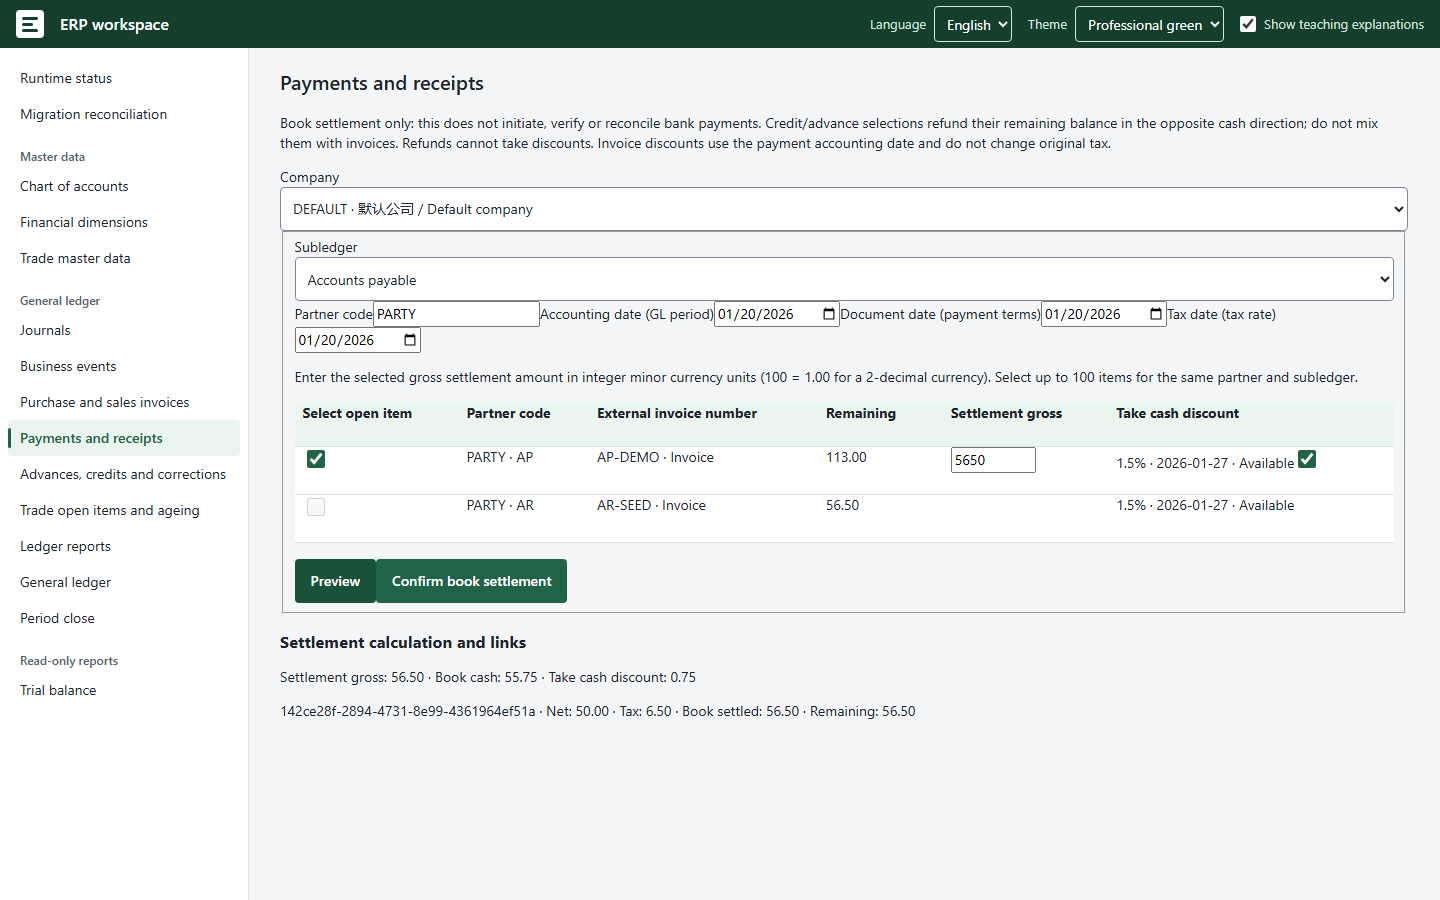 ERP workspace
Language English Theme Professional green Show teaching explanations
Runtime status
Migration reconciliation
Master data
Chart of accounts
Financial dimensions
Trade master data
General ledger
Journals
Business events
Purchase and sales invoices
Payments and receipts
Advances, credits and corrections
Trade open items and ageing
Ledger reports
General ledger
Period close
Read-only reports
Trial balance
Payments and receipts
Book settlement only: this does not initiate, verify or reconcile bank payments. Credit/advance selections refund their remaining balance in the opposite cash direction; do not mix
them with invoices. Refunds cannot take discounts. Invoice discounts use the payment accounting date and do not change original tax.
Company
DEFAULT · 默认公司 / Default company
Subledger
Accounts payable
Partner code PARTY Accounting date (GL period) 01/20/2026 Document date (payment terms) 01/20/2026 Tax date (tax rate)
01/20/2026
Enter the selected gross settlement amount in integer minor currency units (100 = 1.00 for a 2-decimal currency). Select up to 100 items for the same partner and subledger.
Select open item Partner code External invoice number Remaining Settlement gross Take cash discount
PARTY · AP AP-DEMO · Invoice 113.00 5650 1.5% · 2026-01-27 · Available
PARTY · AR AR-SEED · Invoice 56.50 1.5% · 2026-01-27 · Available
Preview Confirm book settlement
Settlement calculation and links
Settlement gross: 56.50 · Book cash: 55.75 · Take cash discount: 0.75
142ce28f-2894-4731-8e99-4361964ef51a · Net: 50.00 · Tax: 6.50 · Book settled: 56.50 · Remaining: 56.50